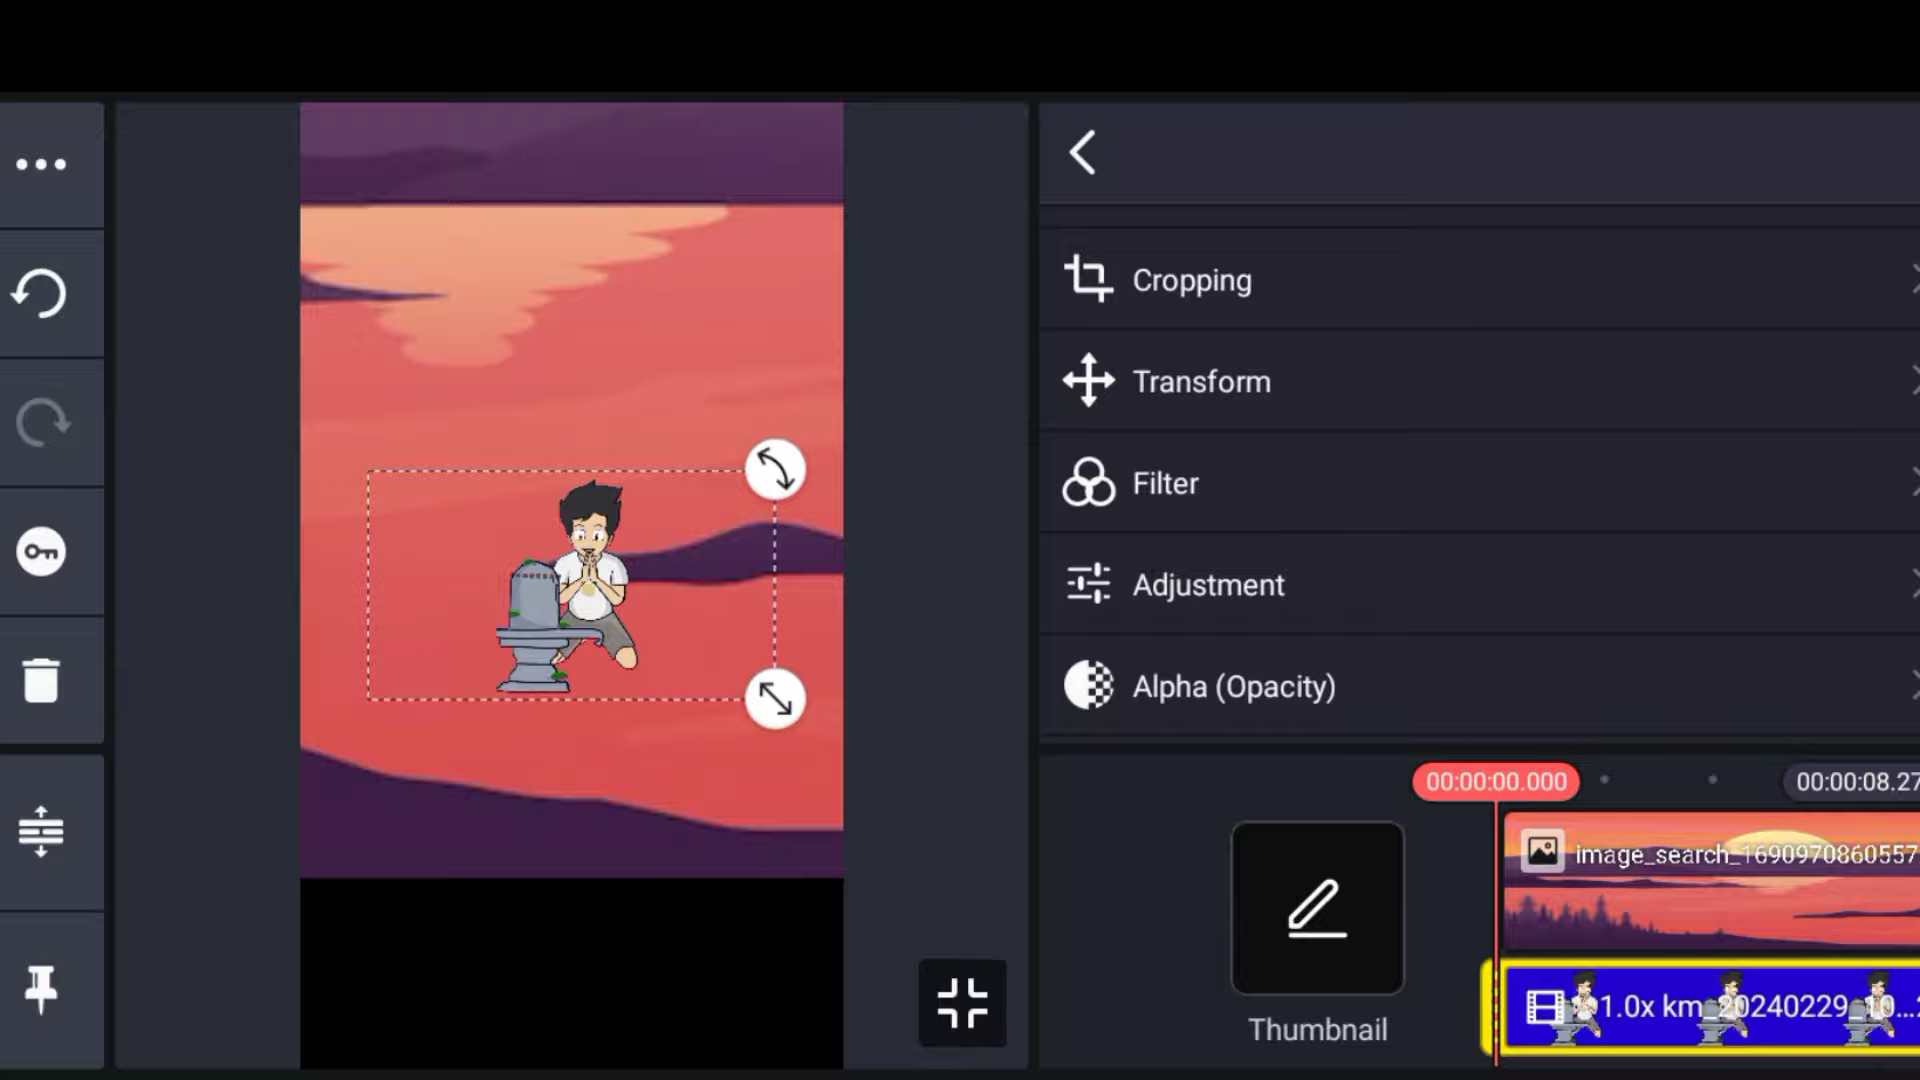 Cropping
Transform
Filter
Adjustment
Alpha (Opacity)
00:00:00.000
00:00:08.27
image_search_1690970860557
1.0x km_20240229_10...
Thumbnail